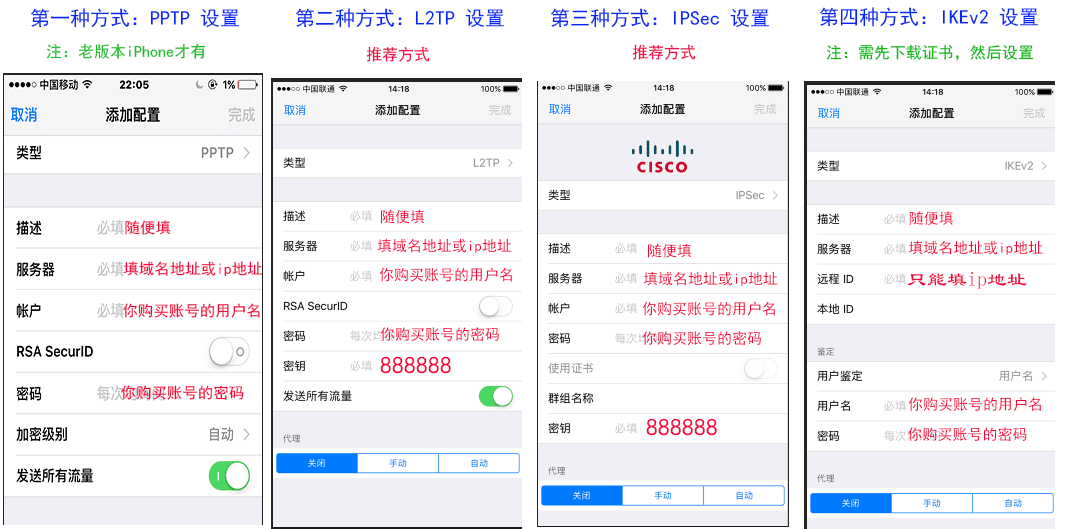 第一种方式：PPTP 设置
注：老版本iPhone才有
中国移动 22:05 1%
取消 添加配置 完成
类型 PPTP
描述 必填随便填
服务器 必填填域名地址或ip地址
帐户 必填你购买账号的用户名
RSA SecurID
密码 每次你购买账号的密码
加密级别 自动
发送所有流量
第二种方式：L2TP 设置
推荐方式
中国联通 14:18 100%
取消 添加配置 完成
类型 L2TP
描述 必填 随便填
服务器 必填 填域名地址或ip地址
帐户 必填 你购买账号的用户名
RSA SecurID
密码 每次均你购买账号的密码
密钥 必填 888888
发送所有流量
代理
关闭 手动 自动
第三种方式：IPSec 设置
推荐方式
中国联通 14:18 100%
取消 添加配置 完成
CISCO
类型 IPSec
描述 必填 随便填
服务器 必填 填域名地址或ip地址
帐户 必填 你购买账号的用户名
密码 每次你购买账号的密码
使用证书
群组名称
密钥 必填 888888
代理
关闭 手动 自动
第四种方式：IKEv2 设置
注：需先下载证书，然后设置
中国联通 14:18 100%
取消 添加配置 完成
类型 IKEv2
描述 必填 随便填
服务器 必填 填域名地址或ip地址
远程 ID 必填 只能填ip地址
本地 ID
鉴定
用户鉴定 用户名
用户名 必填 你购买账号的用户名
密码 每次你购买账号的密码
代理
关闭 手动 自动